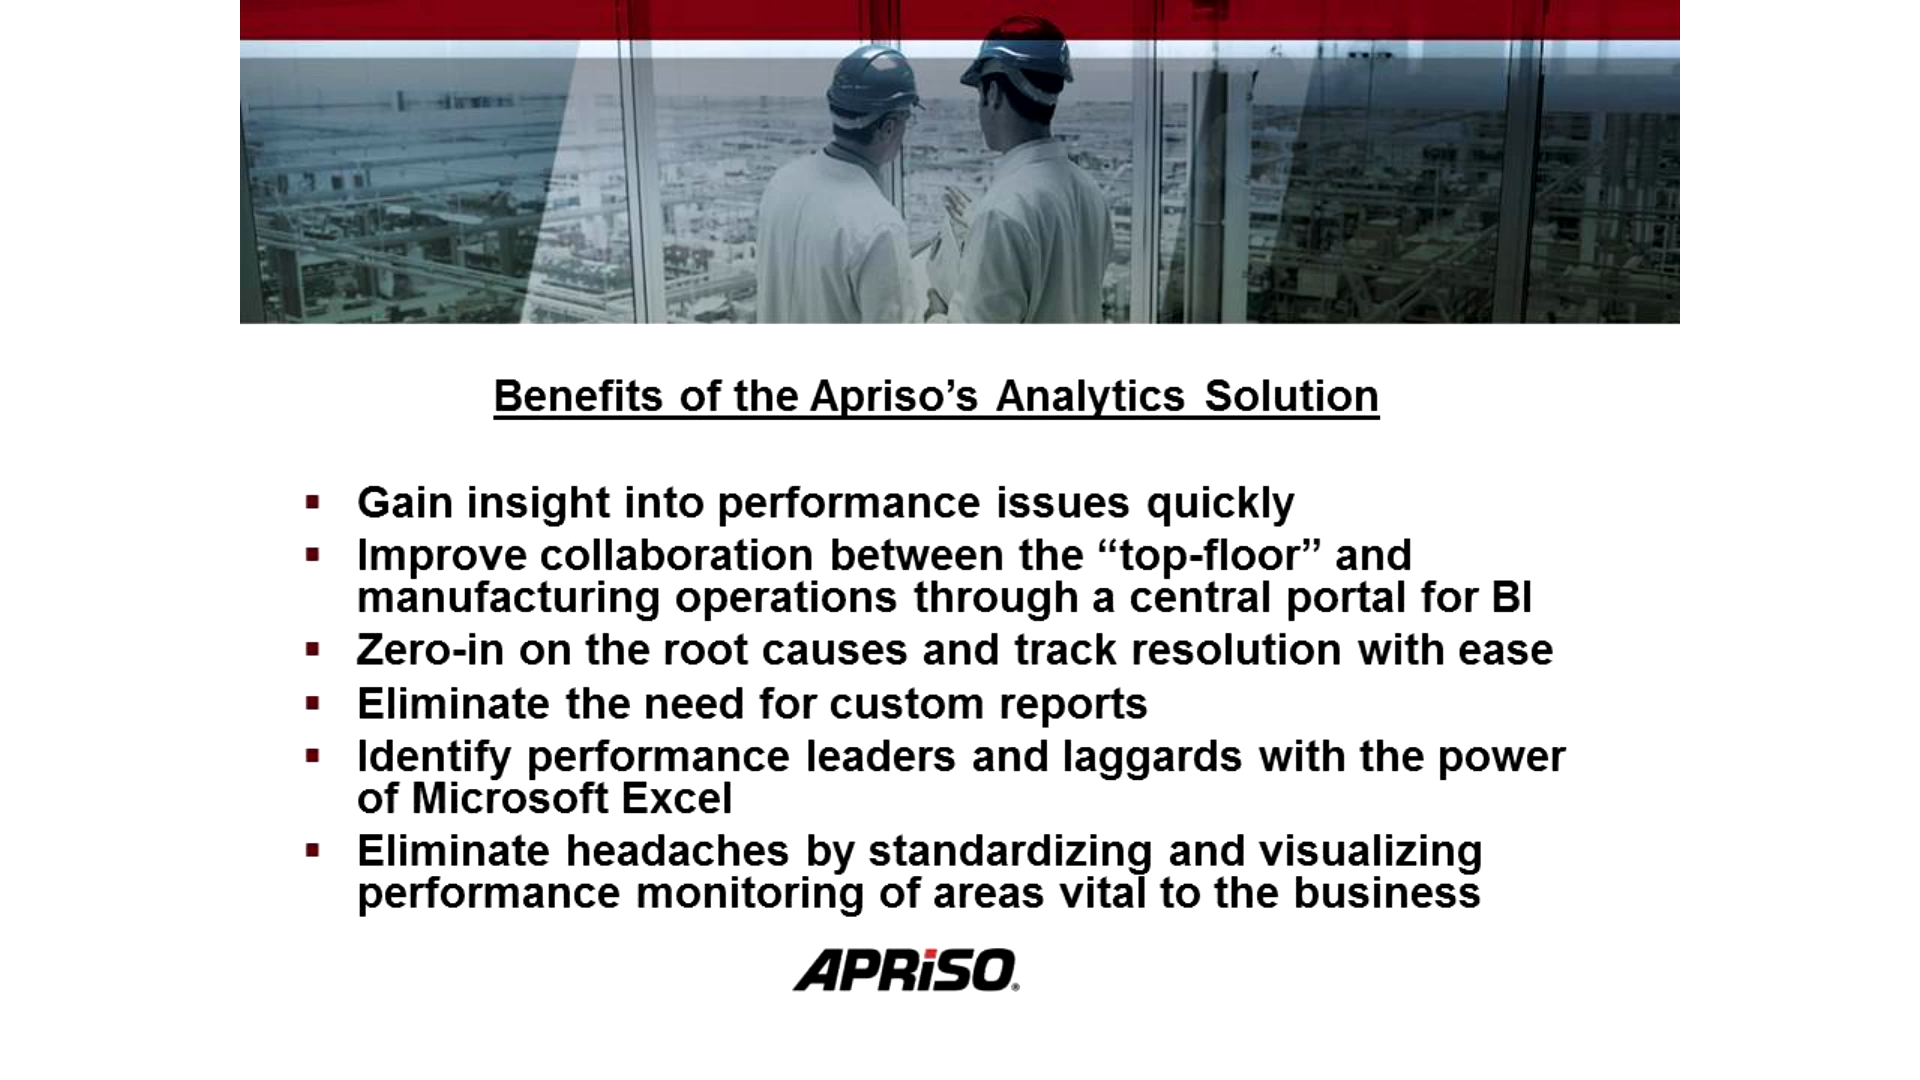 Benefits of the Apriso’s Analytics Solution
▪ Gain insight into performance issues quickly
▪ Improve collaboration between the “top-floor” and
manufacturing operations through a central portal for BI
▪ Zero-in on the root causes and track resolution with ease
▪ Eliminate the need for custom reports
▪ Identify performance leaders and laggards with the power
of Microsoft Excel
▪ Eliminate headaches by standardizing and visualizing
performance monitoring of areas vital to the business
APRiSO®